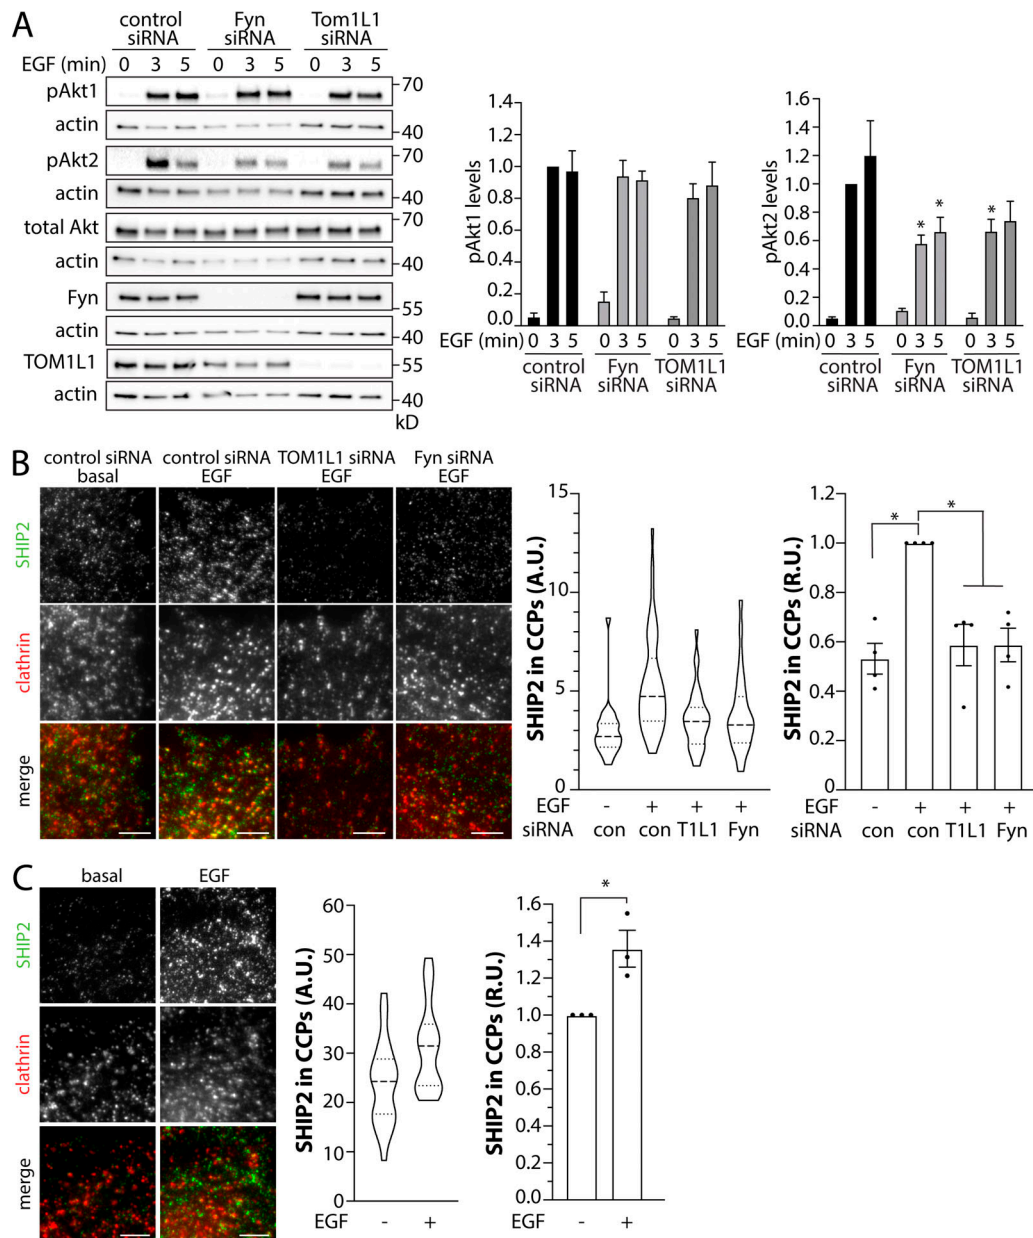 A
control siRNA
Fyn siRNA
Tom1L1 siRNA
EGF (min) 0 3 5 0 3 5 0 3 5
pAkt1
70
actin
40
pAkt2
70
actin
40
total Akt
70
actin
40
Fyn
55
actin
40
TOM1L1
55
actin
40
kD
pAkt1 levels
1.4
1.2
1.0
0.8
0.6
0.4
0.2
0.0
EGF (min) 0 3 5 0 3 5 0 3 5
control siRNA
Fyn siRNA
TOM1L1 siRNA
pAkt2 levels
1.6
1.4
1.2
1.0
0.8
0.6
0.4
0.2
0.0
* * *
EGF (min) 0 3 5 0 3 5 0 3 5
control siRNA
Fyn siRNA
TOM1L1 siRNA
B
control siRNA basal
control siRNA EGF
TOM1L1 siRNA EGF
Fyn siRNA EGF
SHIP2
clathrin
merge
SHIP2 in CCPs (A.U.)
15
10
5
0
EGF - + + +
siRNA con con T1L1 Fyn
SHIP2 in CCPs (R.U.)
1.2
1.0
0.8
0.6
0.4
0.2
0.0
* *
EGF - + + +
siRNA con con T1L1 Fyn
C
basal
EGF
SHIP2
clathrin
merge
SHIP2 in CCPs (A.U.)
60
50
40
30
20
10
0
EGF - +
SHIP2 in CCPs (R.U.)
1.6
1.4
1.2
1.0
0.8
0.6
0.4
0.2
0.0
*
EGF - +